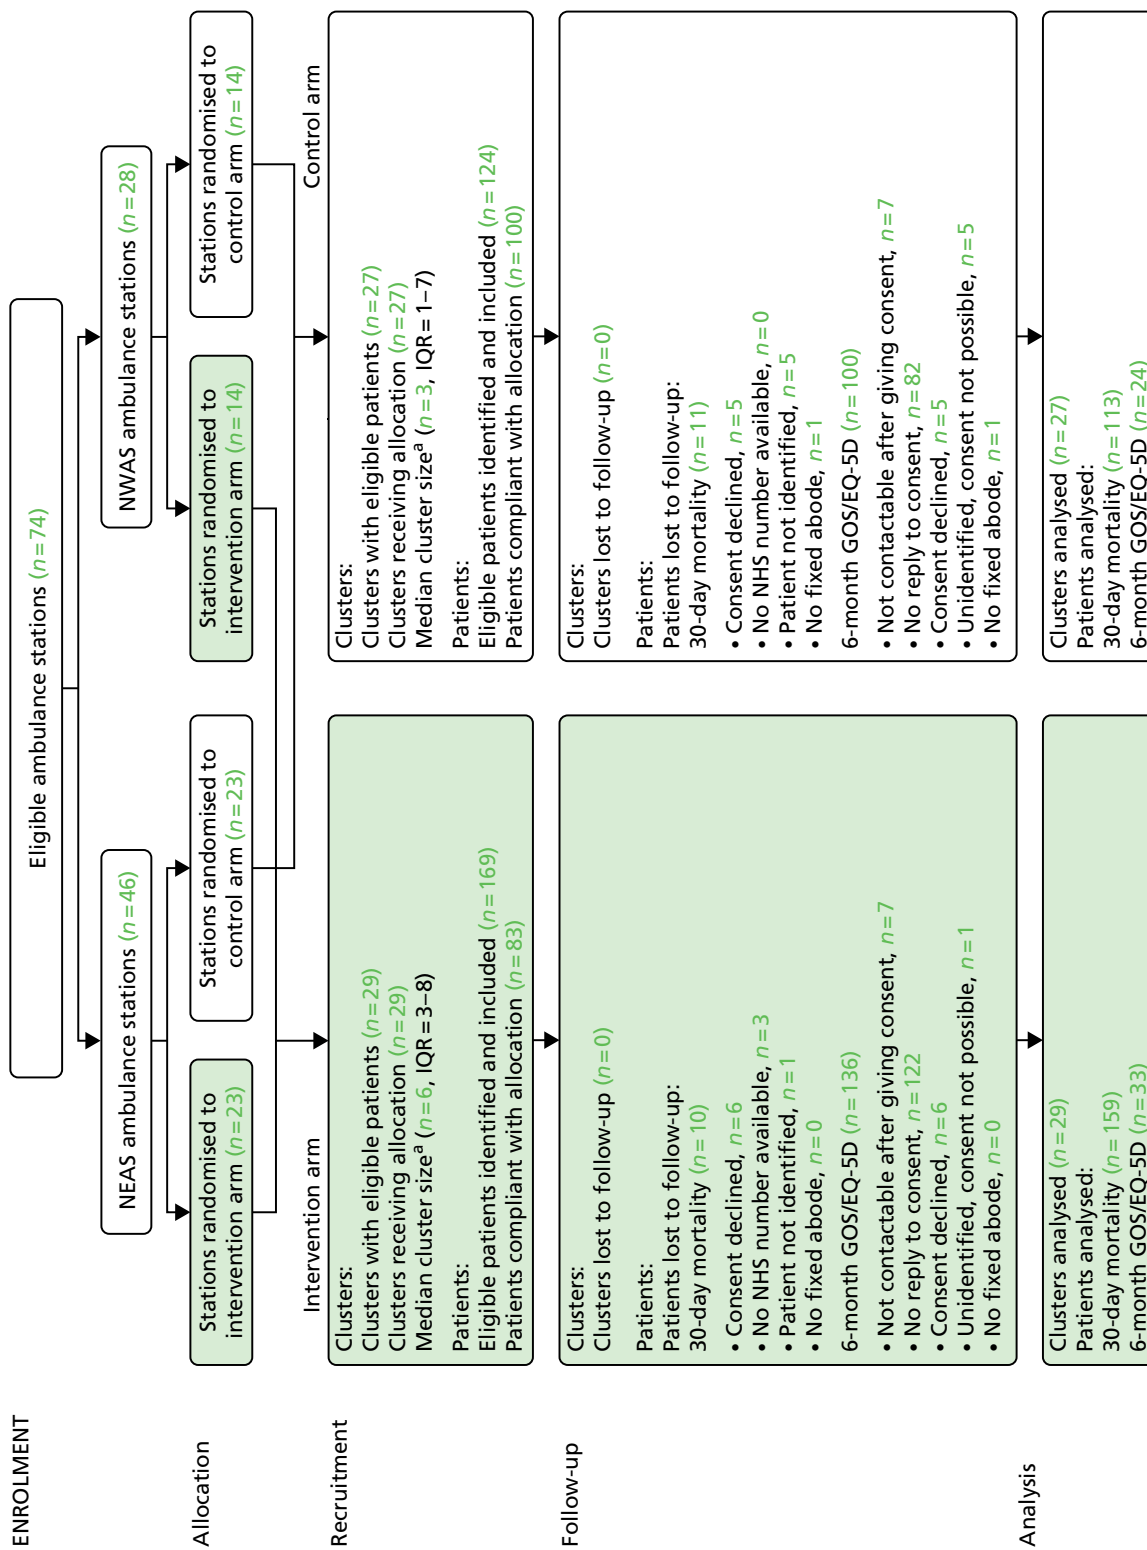 ENROLMENT
Eligible ambulance stations (n=74)
NEAS ambulance stations (n=46)
NWAS ambulance stations (n=28)
Allocation
Stations randomised to
intervention arm (n=23)
Stations randomised to
control arm (n=23)
Stations randomised to
intervention arm (n=14)
Stations randomised to
control arm (n=14)
Intervention arm
Control arm
Recruitment
Clusters:
Clusters with eligible patients (n=29)
Clusters receiving allocation (n=29)
Median cluster sizeª (n=6, IQR=3–8)
Patients:
Eligible patients identified and included (n=169)
Patients compliant with allocation (n=83)
Clusters:
Clusters with eligible patients (n=27)
Clusters receiving allocation (n=27)
Median cluster sizeª (n=3, IQR=1–7)
Patients:
Eligible patients identified and included (n=124)
Patients compliant with allocation (n=100)
Follow-up
Clusters:
Clusters lost to follow-up (n=0)
Patients:
Patients lost to follow-up:
30-day mortality (n=10)
• Consent declined, n=6
• No NHS number available, n=3
• Patient not identified, n=1
• No fixed abode, n=0
6-month GOS/EQ-5D (n=136)
• Not contactable after giving consent, n=7
• No reply to consent, n=122
• Consent declined, n=6
• Unidentified, consent not possible, n=1
• No fixed abode, n=0
Clusters:
Clusters lost to follow-up (n=0)
Patients:
Patients lost to follow-up:
30-day mortality (n=11)
• Consent declined, n=5
• No NHS number available, n=0
• Patient not identified, n=5
• No fixed abode, n=1
6-month GOS/EQ-5D (n=100)
• Not contactable after giving consent, n=7
• No reply to consent, n=82
• Consent declined, n=5
• Unidentified, consent not possible, n=5
• No fixed abode, n=1
Analysis
Clusters analysed (n=29)
Patients analysed:
30-day mortality (n=159)
6-month GOS/EQ-5D (n=33)
Clusters analysed (n=27)
Patients analysed:
30-day mortality (n=113)
6-month GOS/EQ-5D (n=24)